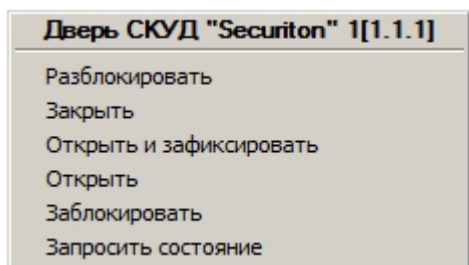 Дверь СКУД "Securiton" 1[1.1.1]
Разблокировать
Закрыть
Открыть и зафиксировать
Открыть
Заблокировать
Запросить состояние